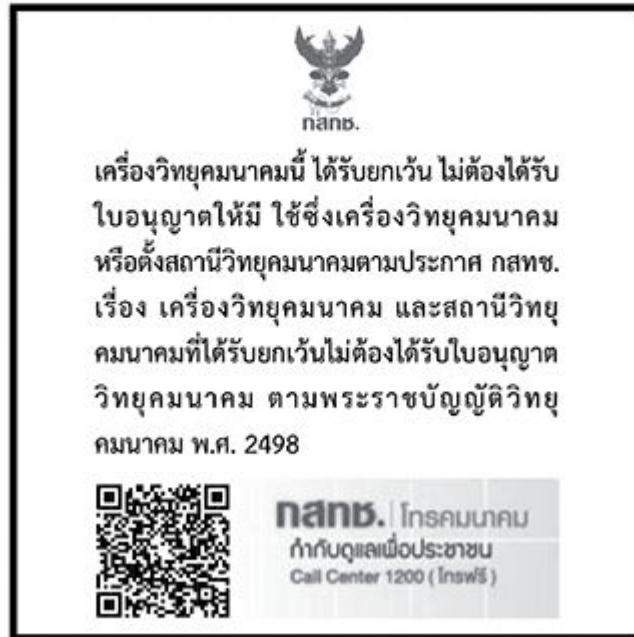 กสทช.
เครื่องวิทยุคมนาคมนี้ ได้รับยกเว้น ไม่ต้องได้รับ
ใบอนุญาตให้มี ใช้ซึ่งเครื่องวิทยุคมนาคม
หรือตั้งสถานีวิทยุคมนาคมตามประกาศ กสทช.
เรื่อง เครื่องวิทยุคมนาคม และสถานีวิทยุ
คมนาคมที่ได้รับยกเว้นไม่ต้องได้รับใบอนุญาต
วิทยุคมนาคม ตามพระราชบัญญัติวิทยุ
คมนาคม พ.ศ. 2498
กสทช. | โทรคมนาคม
กำกับดูแลเพื่อประชาชน
Call Center 1200 ( โทรฟรี )